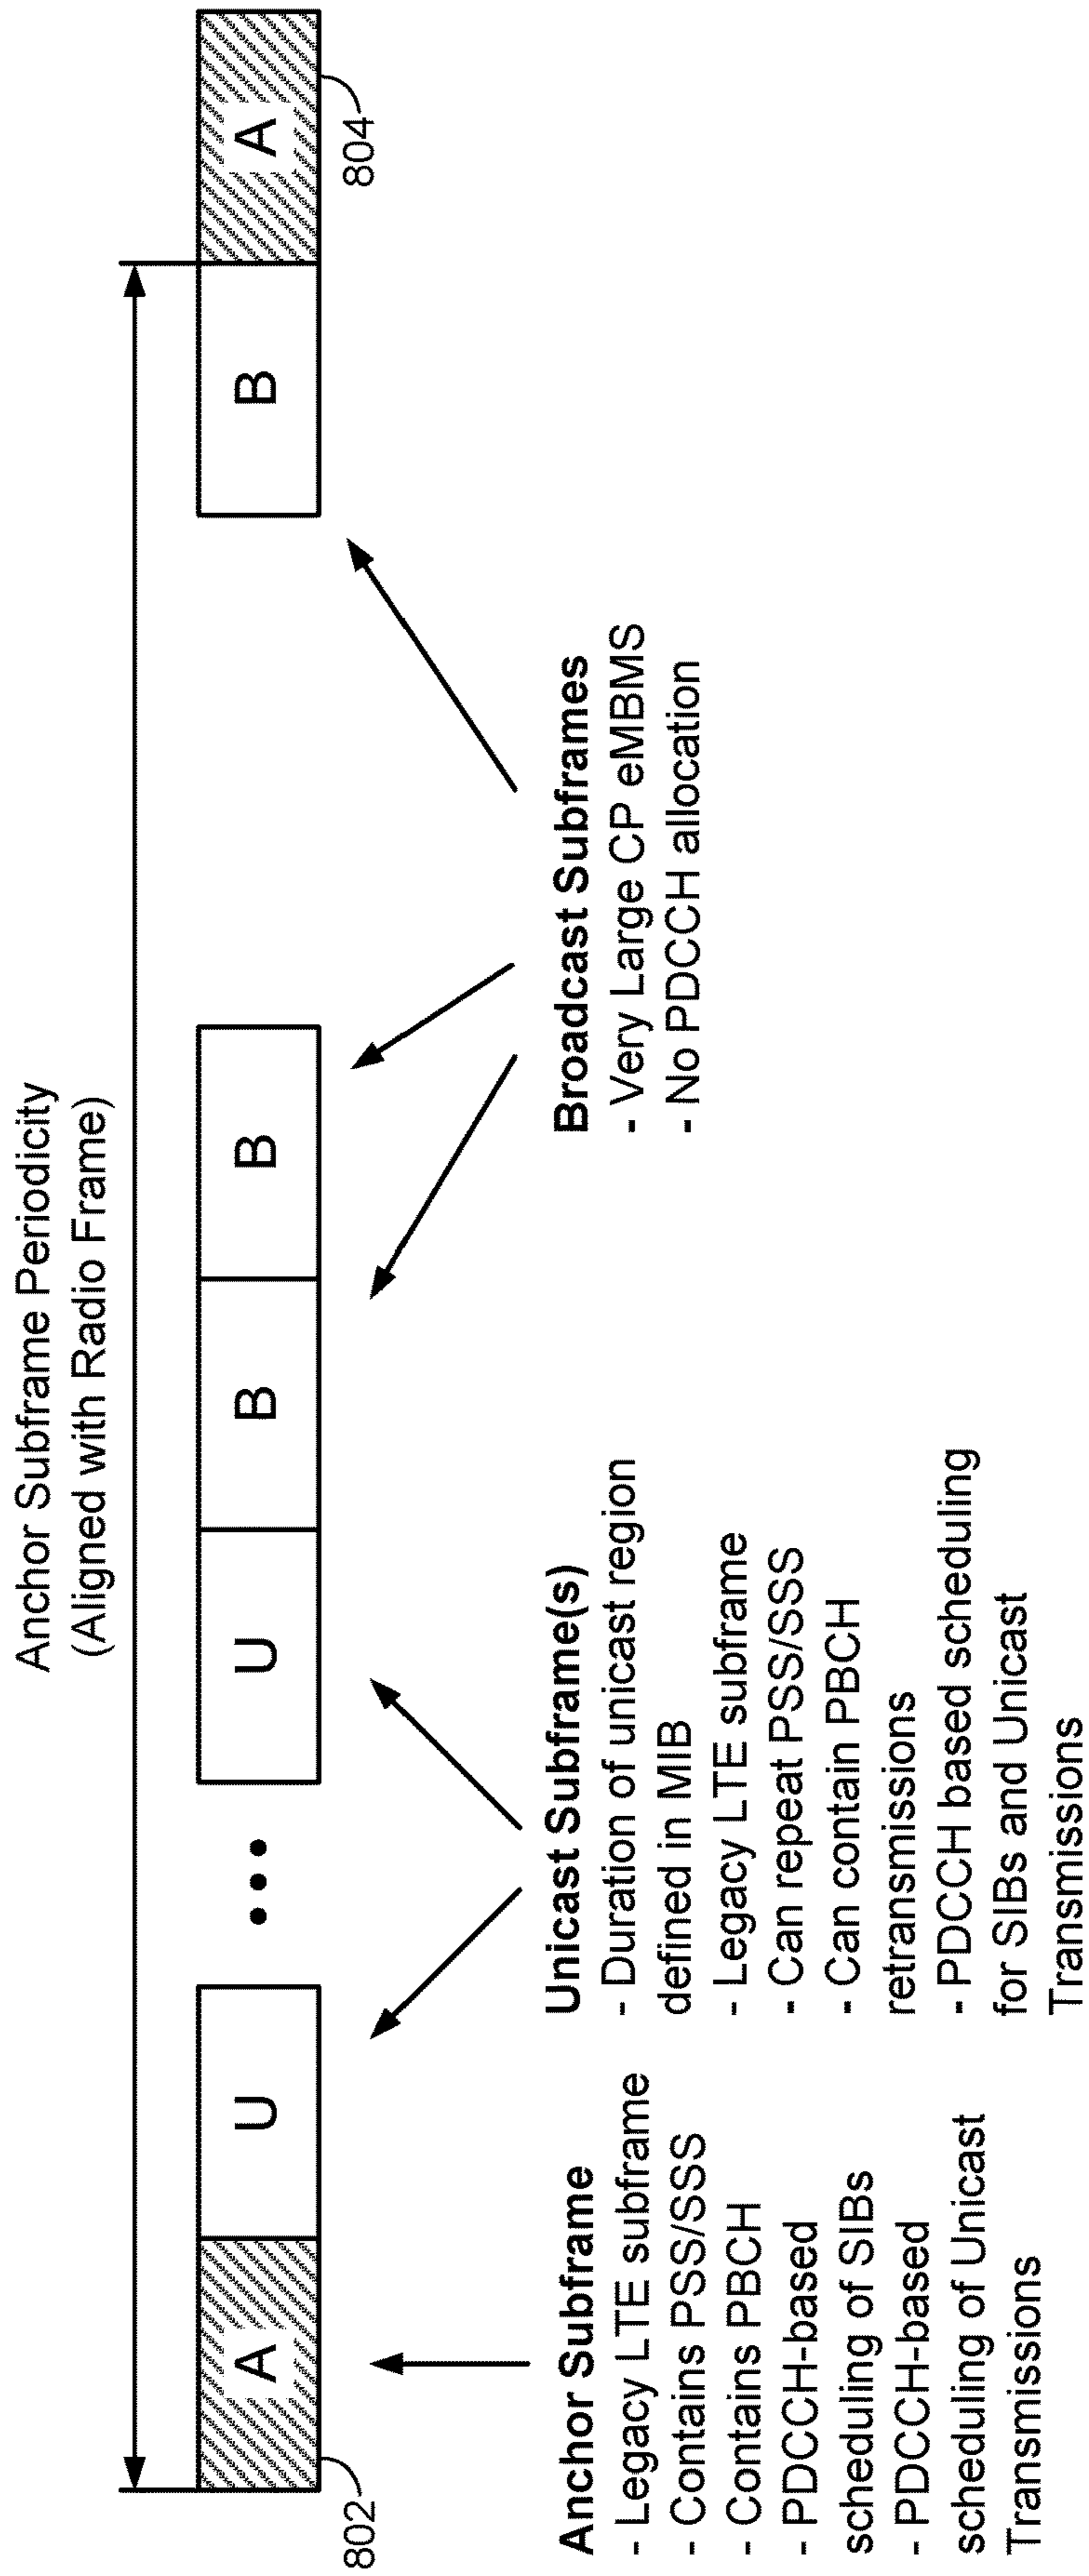 Anchor Subframe Periodicity
(Aligned with Radio Frame)
A
U
•••
U
B
B
B
A
802
804
Anchor Subframe
- Legacy LTE subframe
- Contains PSS/SSS
- Contains PBCH
- PDCCH-based
scheduling of SIBs
- PDCCH-based
scheduling of Unicast
Transmissions
Unicast Subframe(s)
- Duration of unicast region
defined in MIB
- Legacy LTE subframe
- Can repeat PSS/SSS
- Can contain PBCH
retransmissions
- PDCCH based scheduling
for SIBs and Unicast
Transmissions
Broadcast Subframes
- Very Large CP eMBMS
- No PDCCH allocation